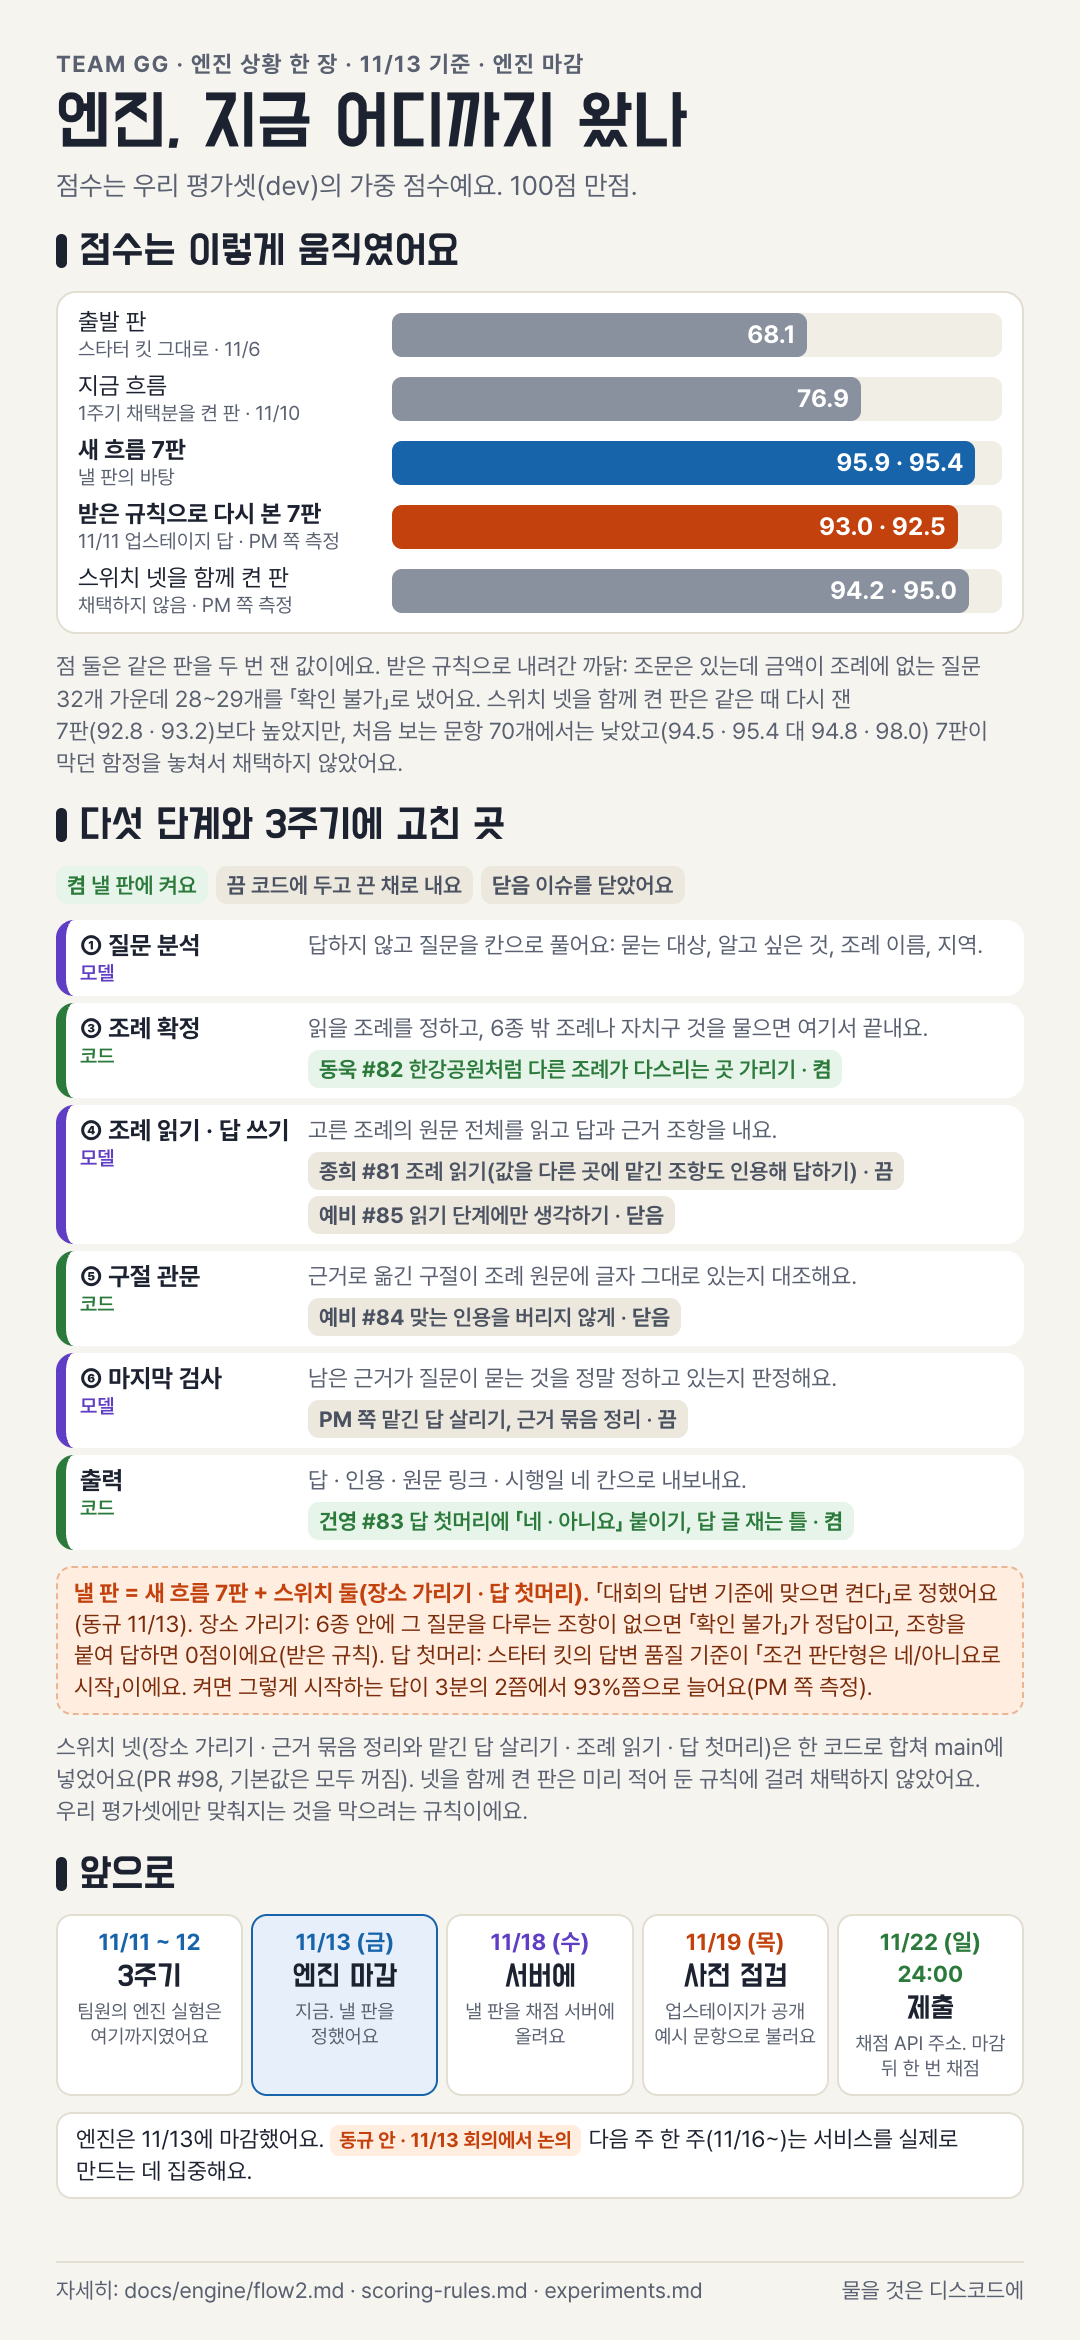 TEAM GG · 엔진 상황 한 장 · 11/13 기준 · 엔진 마감
엔진, 지금 어디까지 왔나
점수는 우리 평가셋(dev)의 가중 점수예요. 100점 만점.
점수는 이렇게 움직였어요
출발 판
스타터 킷 그대로 · 11/6
68.1
지금 흐름
1주기 채택분을 켠 판 · 11/10
76.9
새 흐름 7판
낼 판의 바탕
95.9 · 95.4
받은 규칙으로 다시 본 7판
11/11 업스테이지 답 · PM 쪽 측정
93.0 · 92.5
스위치 넷을 함께 켠 판
채택하지 않음 · PM 쪽 측정
94.2 · 95.0
점 둘은 같은 판을 두 번 잰 값이에요. 받은 규칙으로 내려간 까닭: 조문은 있는데 금액이 조례에 없는 질문
32개 가운데 28~29개를 「확인 불가」로 냈어요. 스위치 넷을 함께 켠 판은 같은 때 다시 잰
7판(92.8 · 93.2)보다 높았지만, 처음 보는 문항 70개에서는 낮았고(94.5 · 95.4 대 94.8 · 98.0) 7판이
막던 함정을 놓쳐서 채택하지 않았어요.
다섯 단계와 3주기에 고친 곳
켬 낼 판에 켜요
끔 코드에 두고 끈 채로 내요
닫음 이슈를 닫았어요
① 질문 분석
모델
답하지 않고 질문을 칸으로 풀어요: 묻는 대상, 알고 싶은 것, 조례 이름, 지역.
③ 조례 확정
코드
읽을 조례를 정하고, 6종 밖 조례나 자치구 것을 물으면 여기서 끝내요.
동욱 #82 한강공원처럼 다른 조례가 다스리는 곳 가리기 · 켬
④ 조례 읽기 · 답 쓰기
모델
고른 조례의 원문 전체를 읽고 답과 근거 조항을 내요.
종희 #81 조례 읽기(값을 다른 곳에 맡긴 조항도 인용해 답하기) · 끔
예비 #85 읽기 단계에만 생각하기 · 닫음
⑤ 구절 관문
코드
근거로 옮긴 구절이 조례 원문에 글자 그대로 있는지 대조해요.
예비 #84 맞는 인용을 버리지 않게 · 닫음
⑥ 마지막 검사
모델
남은 근거가 질문이 묻는 것을 정말 정하고 있는지 판정해요.
PM 쪽 맡긴 답 살리기, 근거 묶음 정리 · 끔
출력
코드
답 · 인용 · 원문 링크 · 시행일 네 칸으로 내보내요.
건영 #83 답 첫머리에 「네 · 아니요」 붙이기, 답 글 재는 틀 · 켬
낼 판 = 새 흐름 7판 + 스위치 둘(장소 가리기 · 답 첫머리). 「대회의 답변 기준에 맞으면 켠다」로 정했어요
(동규 11/13). 장소 가리기: 6종 안에 그 질문을 다루는 조항이 없으면 「확인 불가」가 정답이고, 조항을
붙여 답하면 0점이에요(받은 규칙). 답 첫머리: 스타터 킷의 답변 품질 기준이 「조건 판단형은 네/아니요로
시작」이에요. 켜면 그렇게 시작하는 답이 3분의 2쯤에서 93%쯤으로 늘어요(PM 쪽 측정).
스위치 넷(장소 가리기 · 근거 묶음 정리와 맡긴 답 살리기 · 조례 읽기 · 답 첫머리)은 한 코드로 합쳐 main에
넣었어요(PR #98, 기본값은 모두 꺼짐). 넷을 함께 켠 판은 미리 적어 둔 규칙에 걸려 채택하지 않았어요.
우리 평가셋에만 맞춰지는 것을 막으려는 규칙이에요.
앞으로
11/11 ~ 12
3주기
팀원의 엔진 실험은
여기까지였어요
11/13 (금)
엔진 마감
지금. 낼 판을
정했어요
11/18 (수)
서버에
낼 판을 채점 서버에
올려요
11/19 (목)
사전 점검
업스테이지가 공개
예시 문항으로 불러요
11/22 (일)
24:00
제출
채점 API 주소. 마감
뒤 한 번 채점
엔진은 11/13에 마감했어요. 동규 안 · 11/13 회의에서 논의 다음 주 한 주(11/16~)는 서비스를 실제로
만드는 데 집중해요.
자세히: docs/engine/flow2.md · scoring-rules.md · experiments.md
물을 것은 디스코드에